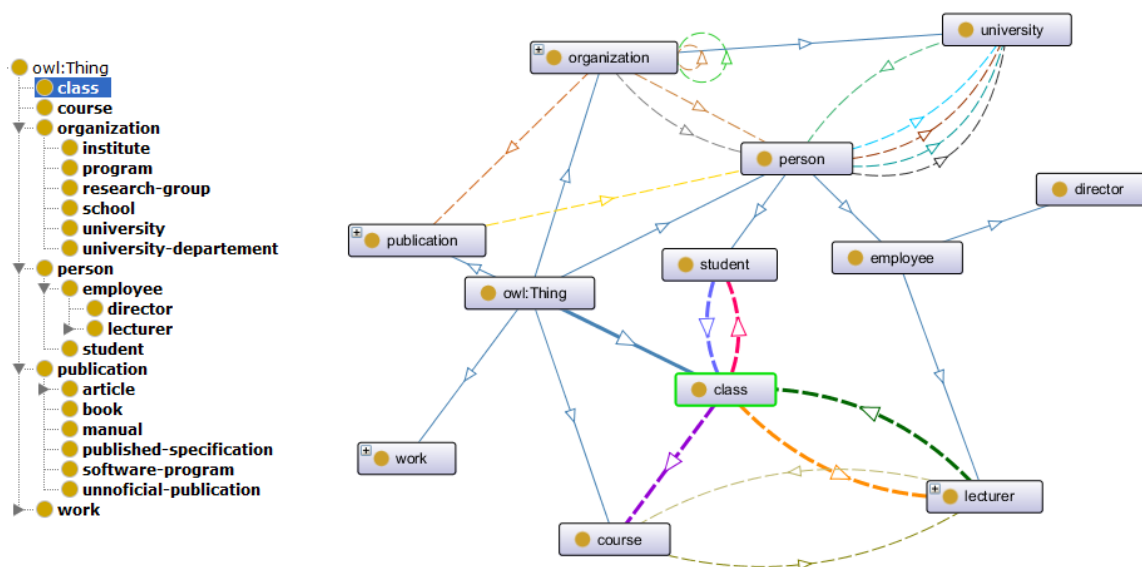 owl:Thing
class
course
organization
institute
program
research-group
school
university
university-departement
person
employee
director
lecturer
student
publication
article
book
manual
published-specification
software-program
unnoficial-publication
work
university
organization
person
director
publication
student
employee
owl:Thing
class
work
lecturer
course